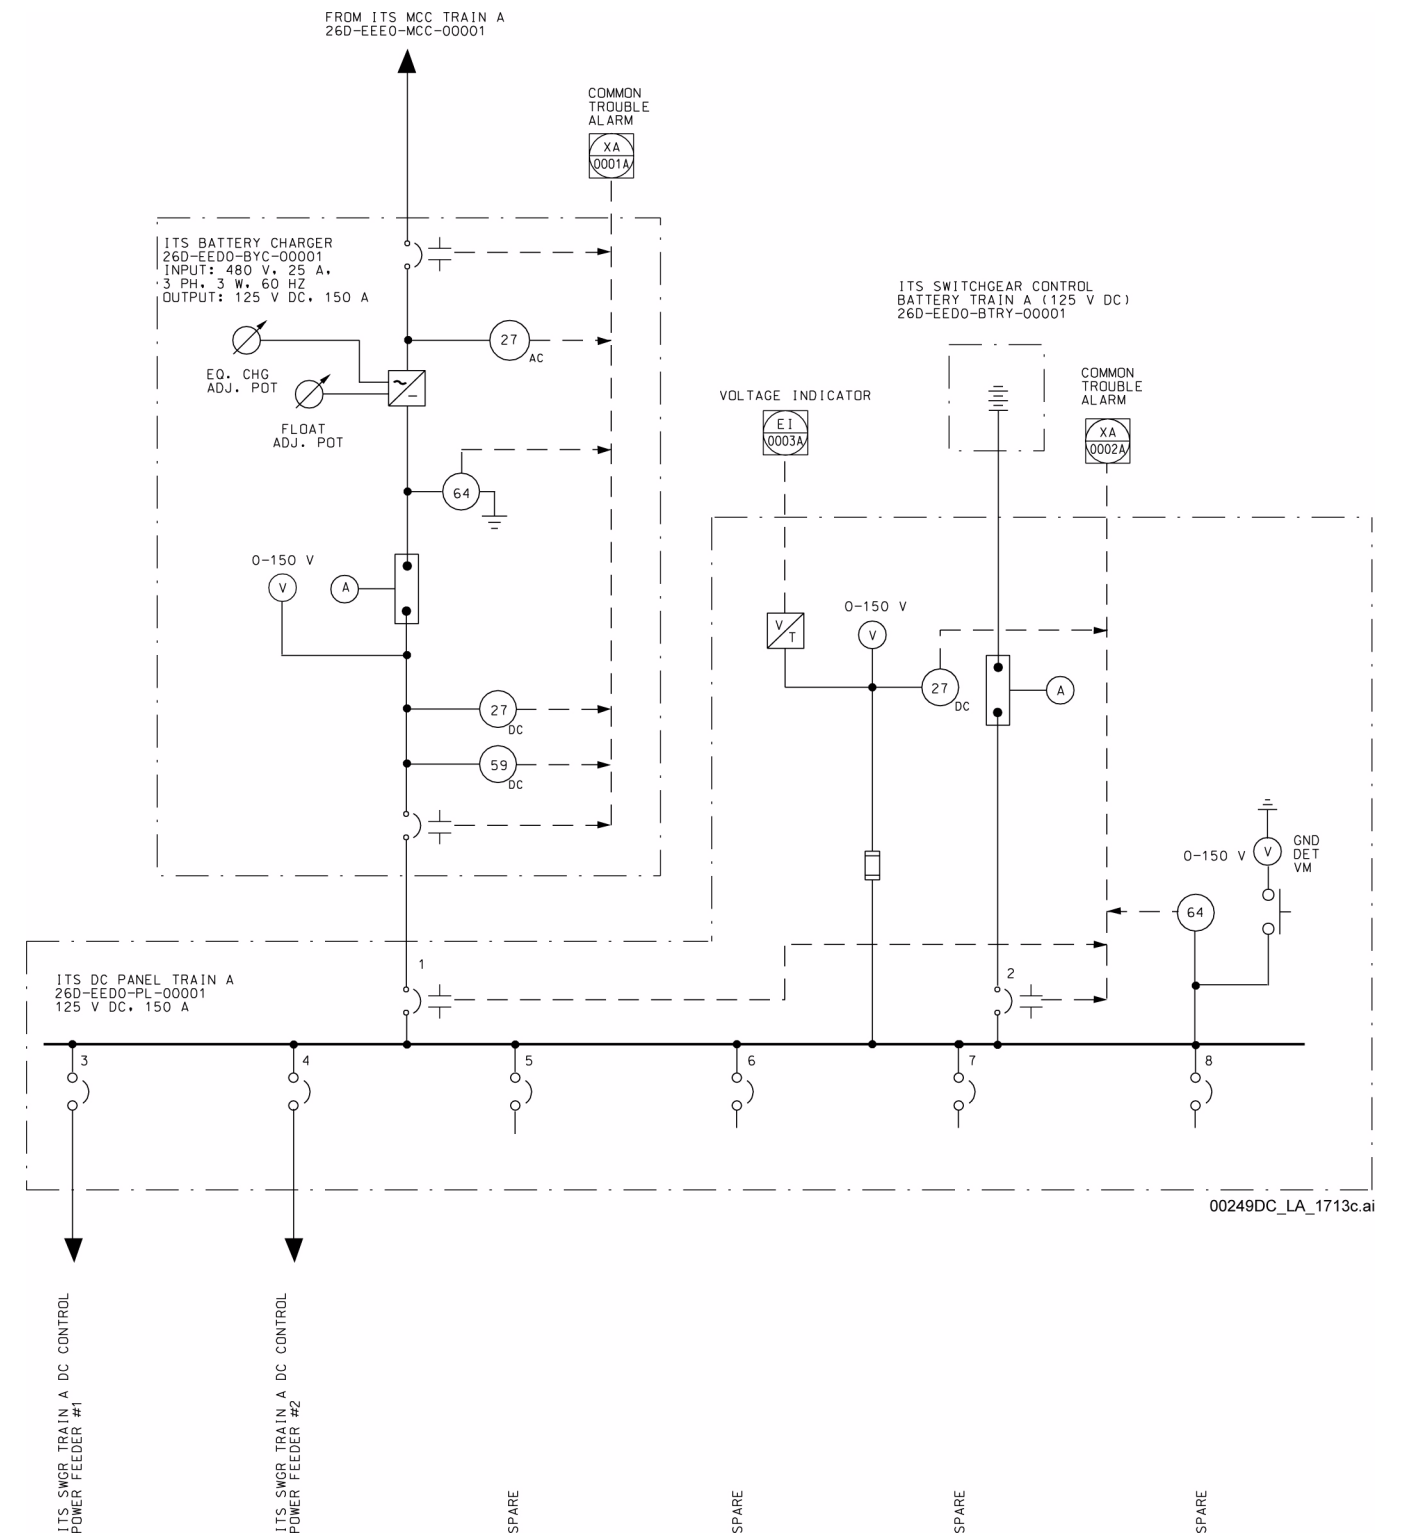 FROM ITS MCC TRAIN A
26D-EEE0-MCC-00001
COMMON
TROUBLE
ALARM
XA
0001A
ITS BATTERY CHARGER
26D-EED0-BYC-00001
INPUT: 480 V, 25 A,
3 PH, 3 W, 60 HZ
OUTPUT: 125 V DC, 150 A
27
AC
EQ. CHG
ADJ. POT
FLOAT
ADJ. POT
64
0-150 V
V
A
27
DC
59
DC
ITS SWITCHGEAR CONTROL
BATTERY TRAIN A (125 V DC)
26D-EED0-BTRY-00001
VOLTAGE INDICATOR
EI
0003A
COMMON
TROUBLE
ALARM
XA
0002A
V
T
0-150 V
V
27
DC
A
0-150 V
V
GND
DET
VM
64
ITS DC PANEL TRAIN A
26D-EED0-PL-00001
125 V DC, 150 A
1
2
3
4
5
6
7
8
00249DC_LA_1713c.ai
ITS SWGR TRAIN A DC CONTROL
POWER FEEDER #1
ITS SWGR TRAIN A DC CONTROL
POWER FEEDER #2
SPARE
SPARE
SPARE
SPARE